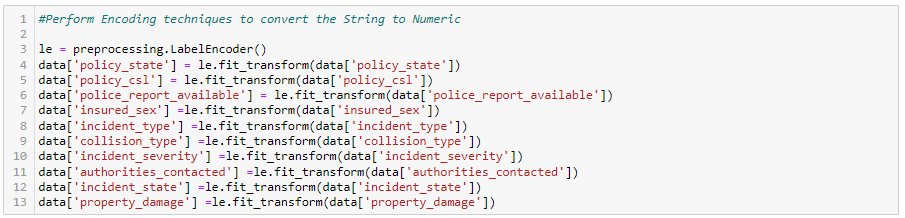 1 #Perform Encoding techniques to convert the String to Numeric
2
3 le = preprocessing.LabelEncoder()
4 data['policy_state'] = le.fit_transform(data['policy_state'])
5 data['policy_csl'] = le.fit_transform(data['policy_csl'])
6 data['police_report_available'] = le.fit_transform(data['police_report_available'])
7 data['insured_sex'] =le.fit_transform(data['insured_sex'])
8 data['incident_type'] =le.fit_transform(data['incident_type'])
9 data['collision_type'] =le.fit_transform(data['collision_type'])
10 data['incident_severity'] =le.fit_transform(data['incident_severity'])
11 data['authorities_contacted'] =le.fit_transform(data['authorities_contacted'])
12 data['incident_state'] =le.fit_transform(data['incident_state'])
13 data['property_damage'] =le.fit_transform(data['property_damage'])